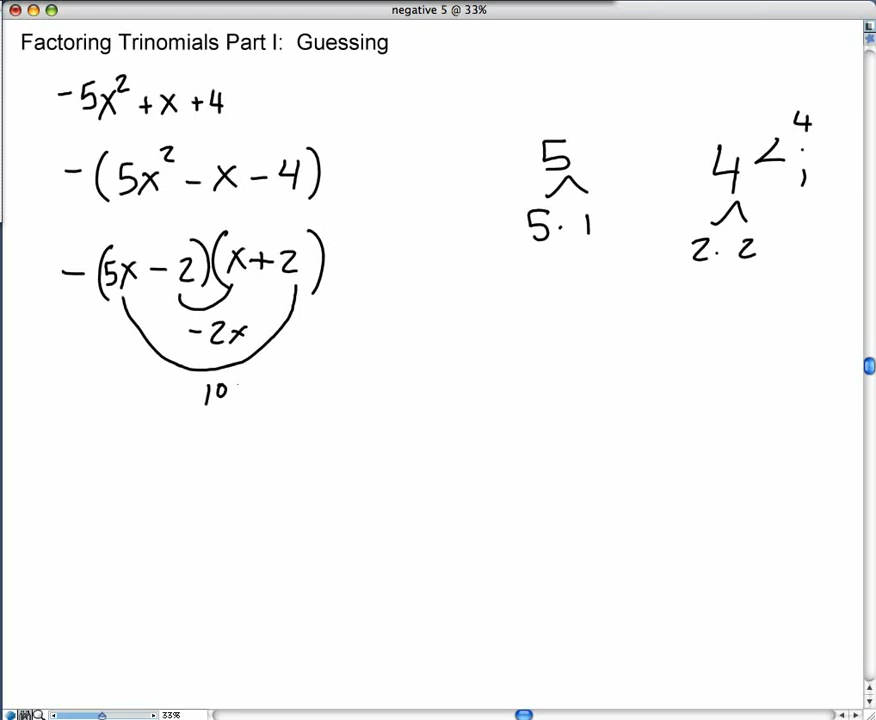 negative 5 @ 33%
Factoring Trinomials Part I: Guessing
-5x² + x + 4
-(5x² - x - 4)
-(5x - 2)(x + 2)
-2x
10
5
5 · 1
4 < 4 · 1
2 · 2
33%